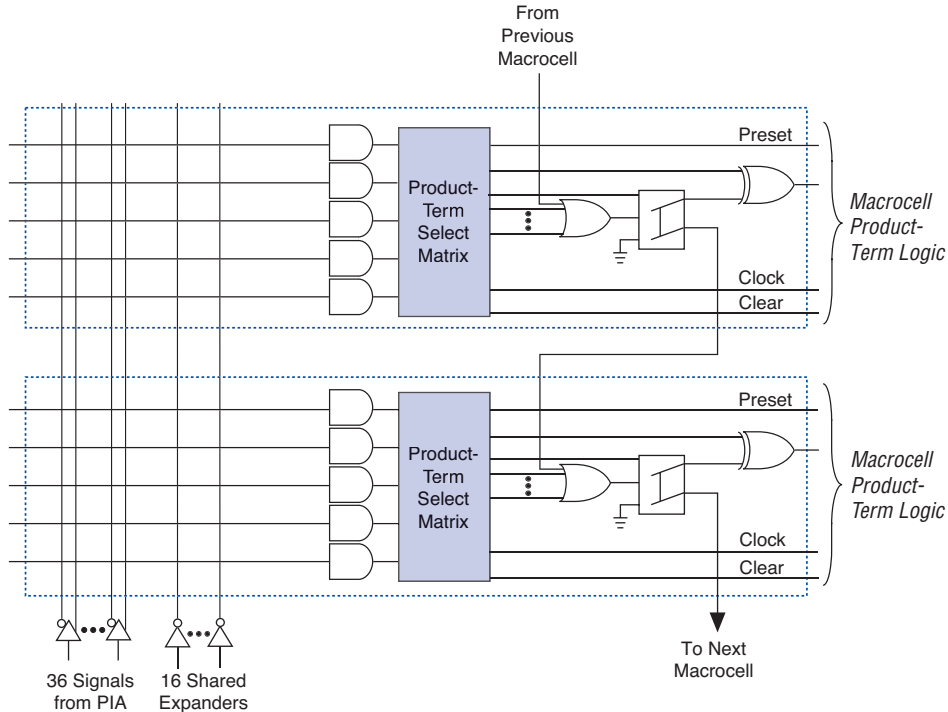 From
Previous
Macrocell
Preset
Product-
Term
Select
Matrix
Macrocell
Product-
Term Logic
Clock
Clear
Preset
Product-
Term
Select
Matrix
Macrocell
Product-
Term Logic
Clock
Clear
To Next
Macrocell
36 Signals
from PIA
16 Shared
Expanders